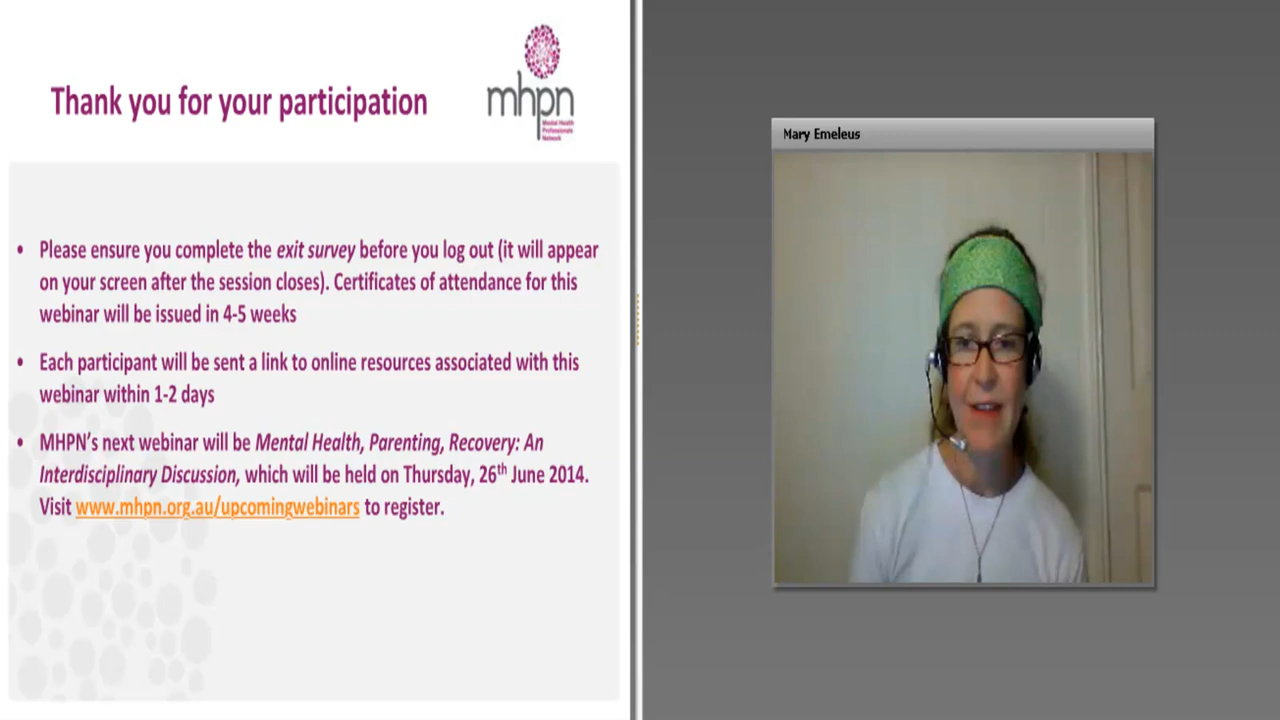 Thank you for your participation
mhpn
Mental Health
Professionals
Network
• Please ensure you complete the exit survey before you log out (it will appear
on your screen after the session closes). Certificates of attendance for this
webinar will be issued in 4-5 weeks
• Each participant will be sent a link to online resources associated with this
webinar within 1-2 days
• MHPN's next webinar will be Mental Health, Parenting, Recovery: An
Interdisciplinary Discussion, which will be held on Thursday, 26th June 2014.
Visit www.mhpn.org.au/upcomingwebinars to register.
Mary Emeleus